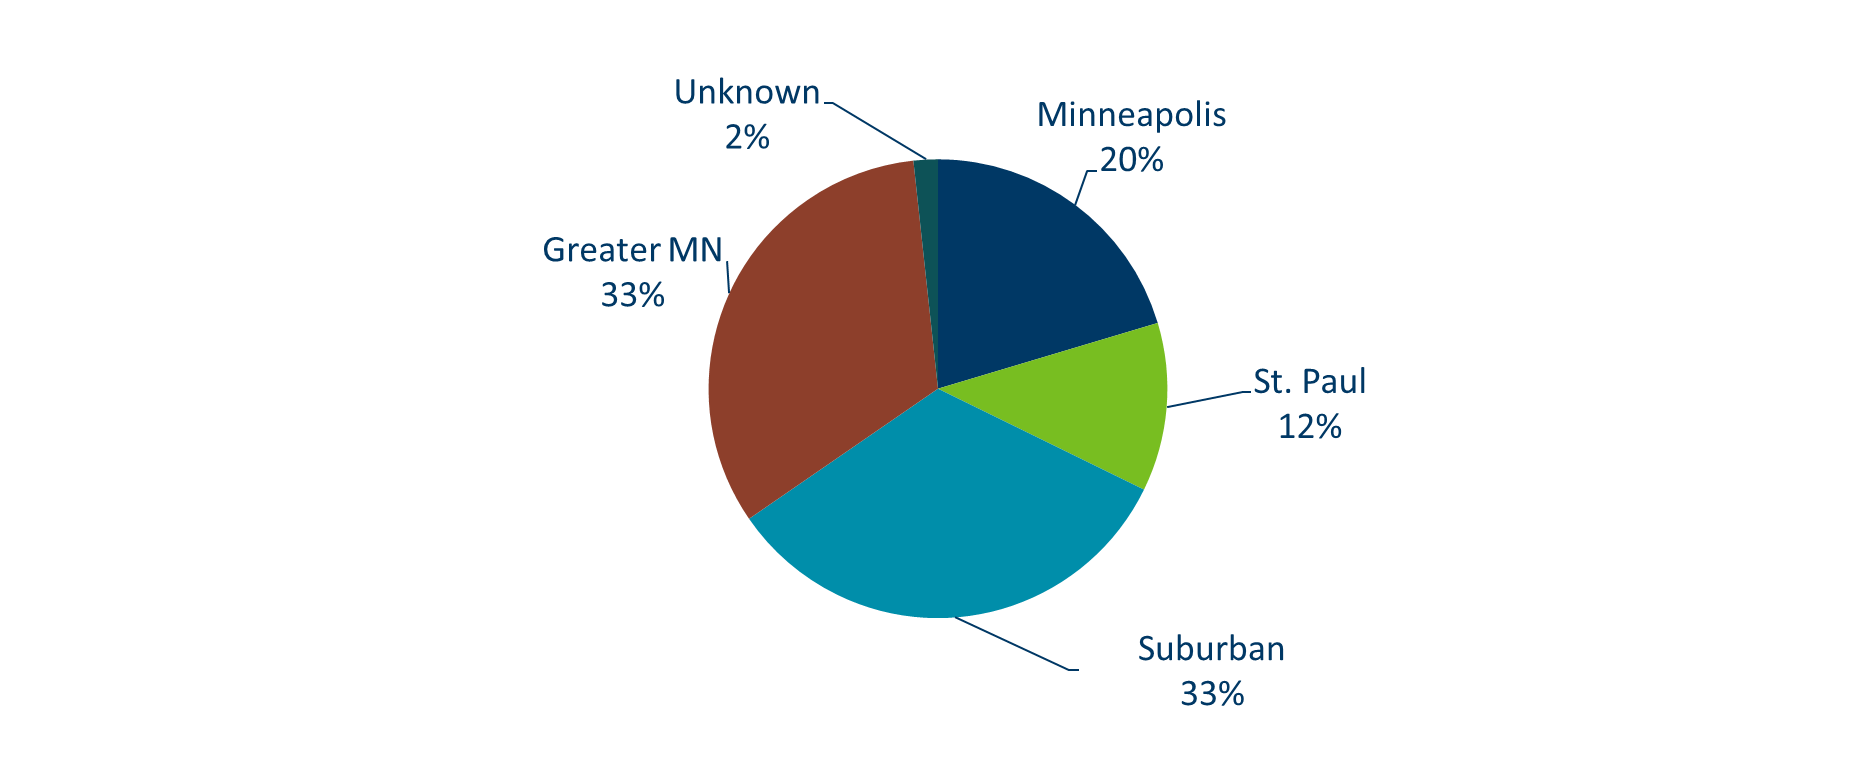 Unknown
2%
Minneapolis
20%
Greater MN
33%
St. Paul
12%
Suburban
33%